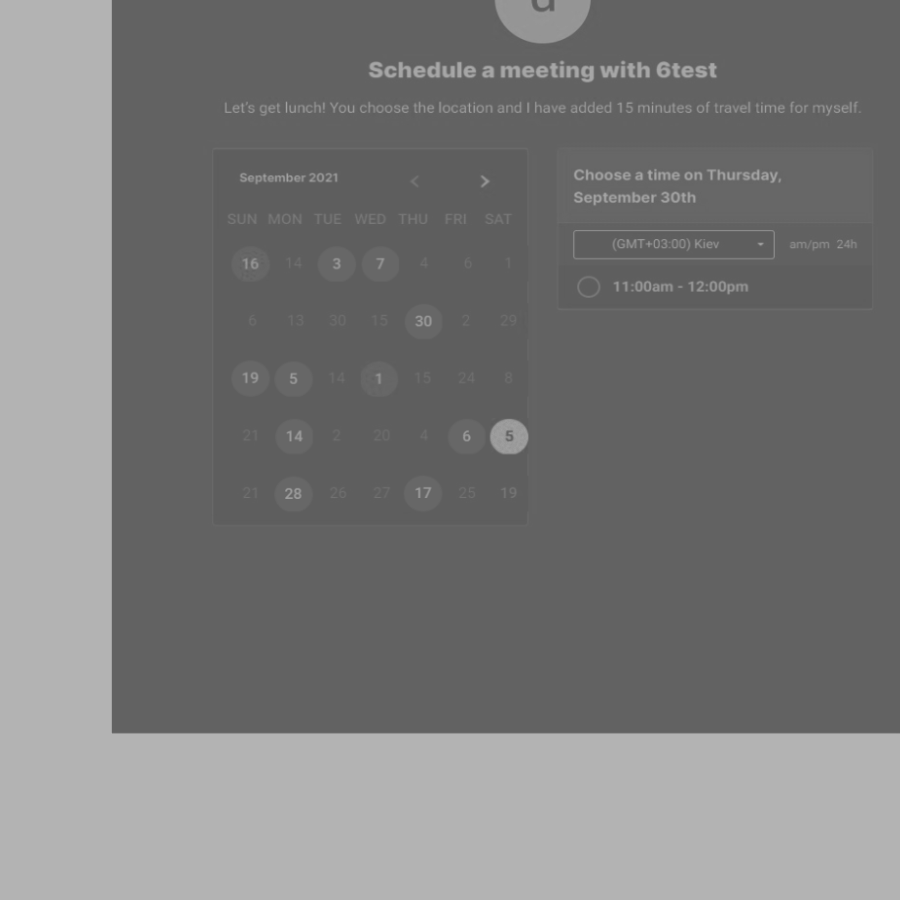 Schedule a meeting with 6test
Let's get lunch! You choose the location and I have added 15 minutes of travel time for myself.
September 2021
SUN MON TUE WED THU FRI SAT
16 14 3 7 4 6 1
6 13 30 15 30 2 29
19 5 14 1 15 24 8
21 14 2 20 4 6 5
21 28 26 27 17 25 19
Choose a time on Thursday,
September 30th
(GMT+03:00) Kiev am/pm 24h
11:00am - 12:00pm